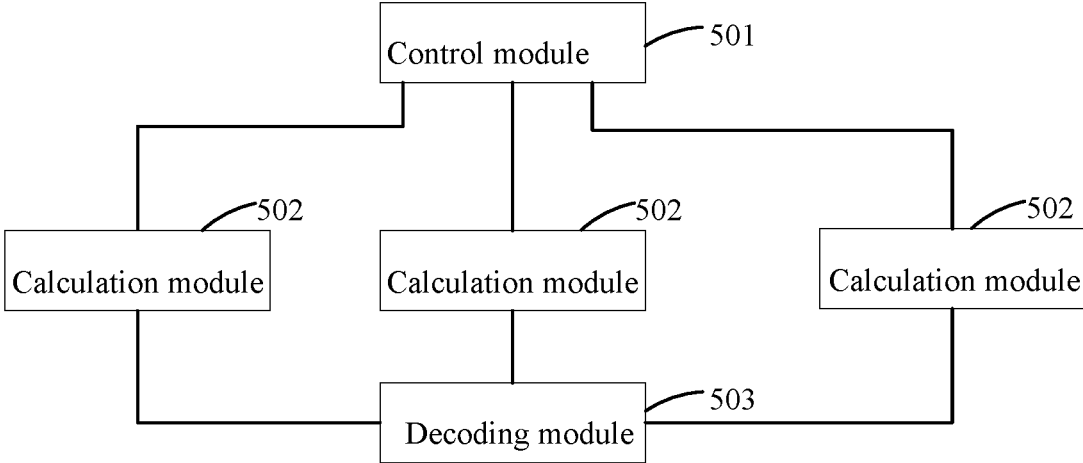 Control module
501
502
502
502
Calculation module
Calculation module
Calculation module
503
Decoding module